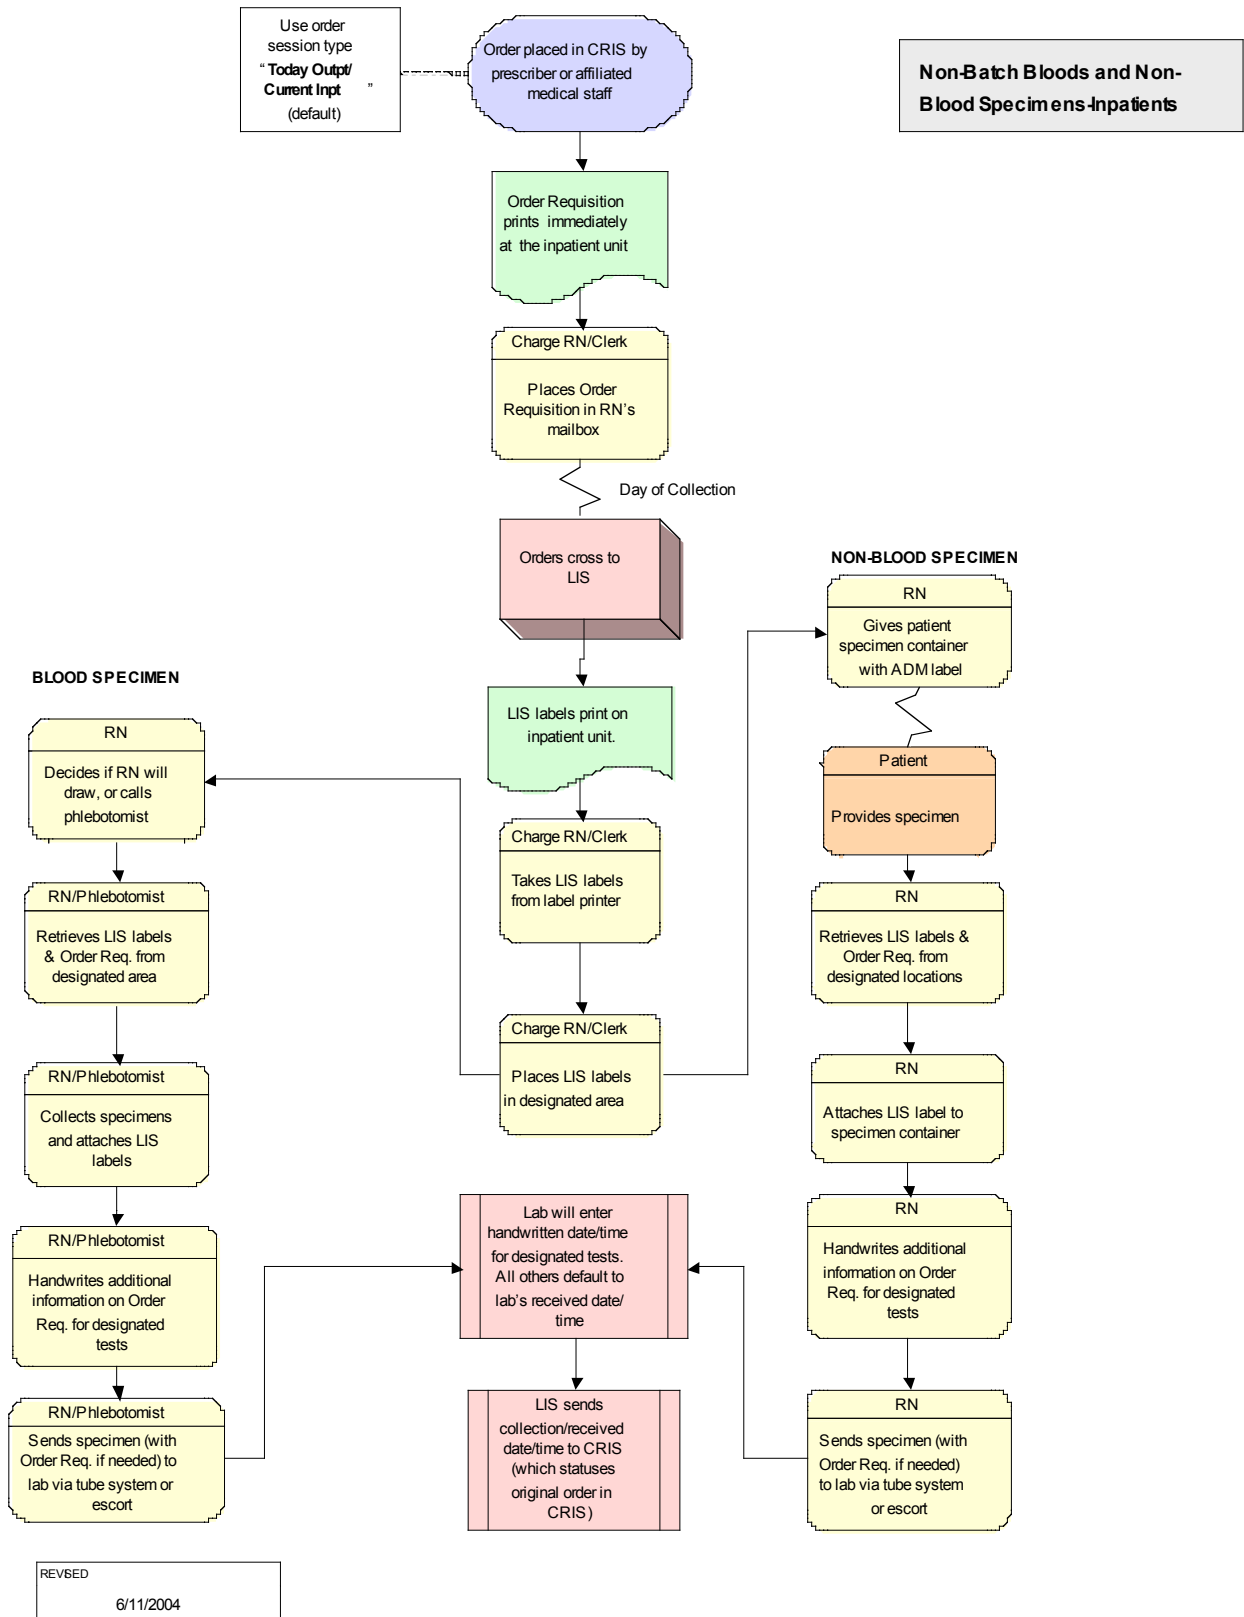 Use order
session type
“ Today Outpt/
Current Inpt ”
(default)
Order placed in CRIS by
prescriber or affiliated
medical staff
Non-Batch Bloods and Non-
Blood Specimens-Inpatients
Order Requisition
prints immediately
at the inpatient unit
Charge RN/Clerk
Places Order
Requisition in RN’s
mailbox
Day of Collection
Orders cross to
LIS
LIS labels print on
inpatient unit.
Charge RN/Clerk
Takes LIS labels
from label printer
Charge RN/Clerk
Places LIS labels
in designated area
BLOOD SPECIMEN
RN
Decides if RN will
draw, or calls
phlebotomist
RN/Phlebotomist
Retrieves LIS labels
& Order Req. from
designated area
RN/Phlebotomist
Collects specimens
and attaches LIS
labels
RN/Phlebotomist
Handwrites additional
information on Order
Req. for designated
tests
RN/Phlebotomist
Sends specimen (with
Order Req. if needed) to
lab via tube system or
escort
NON-BLOOD SPECIMEN
RN
Gives patient
specimen container
with ADM label
Patient
Provides specimen
RN
Retrieves LIS labels &
Order Req. from
designated locations
RN
Attaches LIS label to
specimen container
RN
Handwrites additional
information on Order
Req. for designated
tests
RN
Sends specimen (with
Order Req. if needed)
to lab via tube system
or escort
Lab will enter
handwritten date/time
for designated tests.
All others default to
lab’s received date/
time
LIS sends
collection/received
date/time to CRIS
(which statuses
original order in
CRIS)
REVISED
6/11/2004